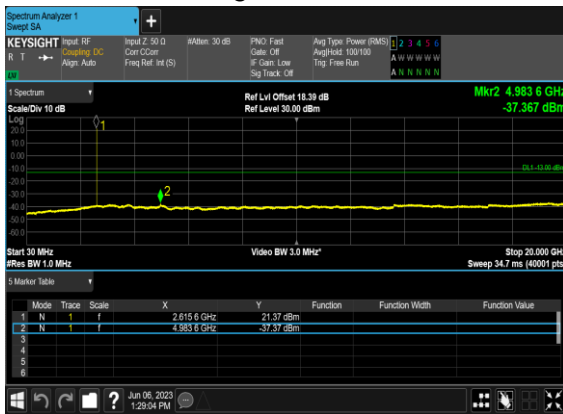 Spectrum Analyzer 1
Swept SA
+
KEYSIGHT Input: RF Input Z: 50 Ω #Atten: 30 dB PNO: Fast Avg Type: Power (RMS) 1 2 3 4 5 6
R T Coupling: DC Corr CCorr Gate: Off Avg|Hold: 100/100 A W W W W W
Align: Auto Freq Ref: Int (S) IF Gain: Low Trig: Free Run
Sig Track: Off A N N N N N
1 Spectrum Ref Lvl Offset 18.39 dB Mkr2 4.983 6 GHz
Scale/Div 10 dB Ref Level 30.00 dBm -37.367 dBm
Log
1
20.0
10.0
0.00
-10.0 DL1 -13.00 dBm
-20.0
2
-30.0
-40.0
-50.0
-60.0
Start 30 MHz Video BW 3.0 MHz* Stop 20.000 GHz
#Res BW 1.0 MHz Sweep 34.7 ms (40001 pts)
5 Marker Table
Mode Trace Scale X Y Function Function Width Function Value
1 N 1 f 2.615 6 GHz 21.37 dBm
2 N 1 f 4.983 6 GHz -37.37 dBm
3
4
5
6
? Jun 06, 2023
1:29:04 PM